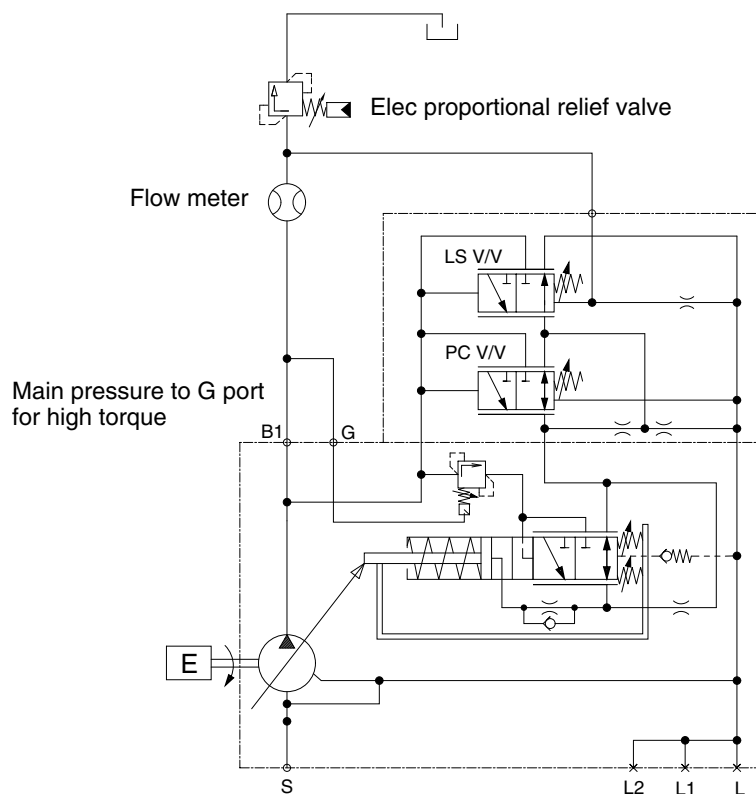 Elec proportional relief valve
Flow meter
LS V/V
PC V/V
Main pressure to G port
for high torque
B1
G
E
S
L2
L1
L